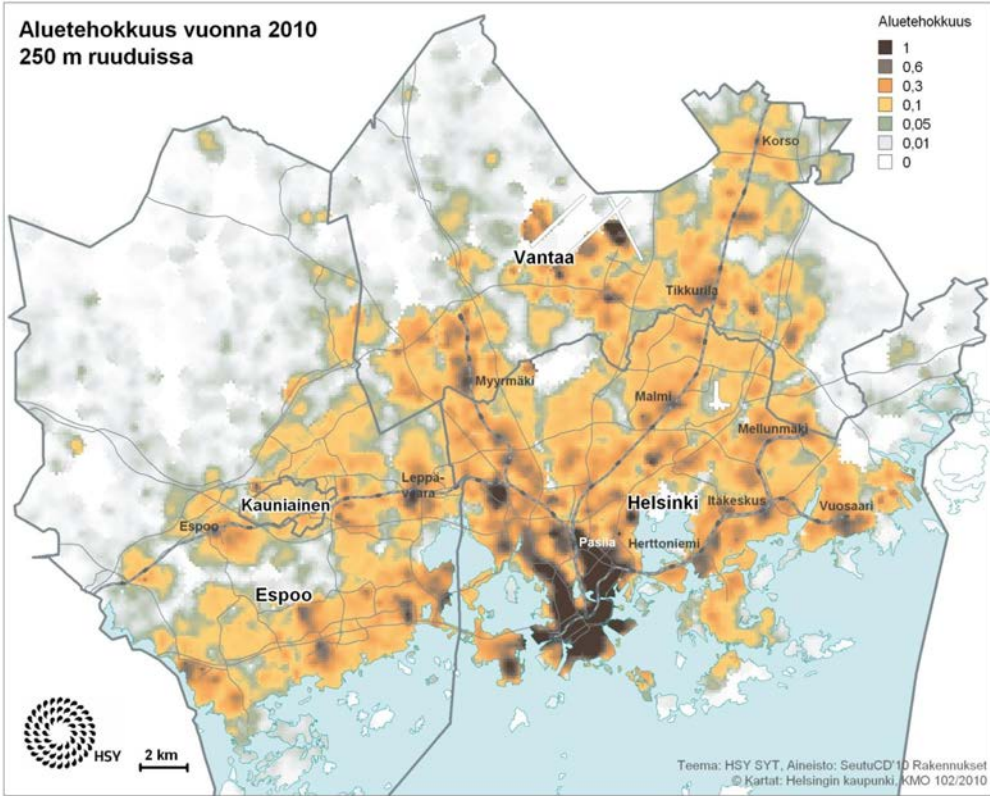 Aluetehokkuus vuonna 2010
250 m ruuduissa
Aluetehokkuus
1
0,6
0,3
0,1
0,05
0,01
0
Korso
Vantaa
Tikkurila
Myyrmäki
Malmi
Mellunmäki
Leppä-
vaara
Kauniainen
Helsinki
Itäkeskus
Vuosaari
Espoo
Pasila
Herttoniemi
Espoo
HSY
2 km
Teema: HSY SYT, Aineisto: SeutuCD'10 Rakennukset
© Kartat: Helsingin kaupunki, KMO 102/2010